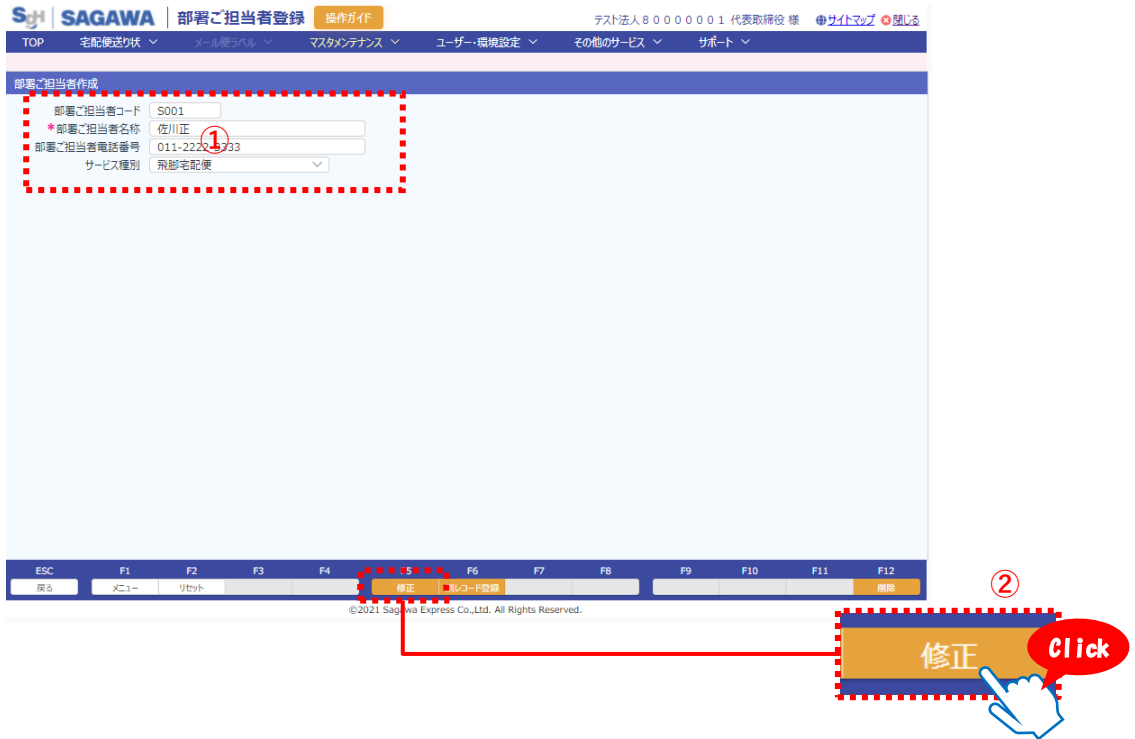 SGH SAGAWA 部署ご担当者登録 操作ガイド テスト法人80000001 代表取締役 様 サイトマップ 閉じる
TOP 宅配便送り状 メール便ラベル マスタメンテナンス ユーザー・環境設定 その他のサービス サポート
部署ご担当者作成
部署ご担当者コード S001
*部署ご担当者名称 佐川正
①
部署ご担当者電話番号 011-2222-3333
サービス種別 飛脚宅配便
ESC F1 F2 F3 F4 F5 F6 F7 F8 F9 F10 F11 F12
戻る メニュー リセット 修正 別レコード登録 削除
©2021 Sagawa Express Co.,Ltd. All Rights Reserved.
②
修正
Click